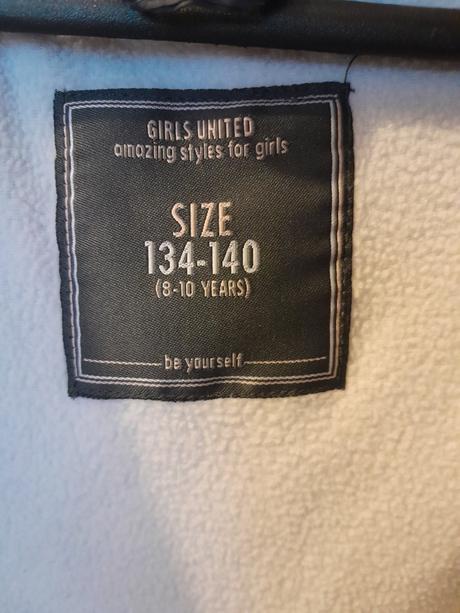 GIRLS UNITED
amazing styles for girls
SIZE
134-140
(8-10 YEARS)
be yourself